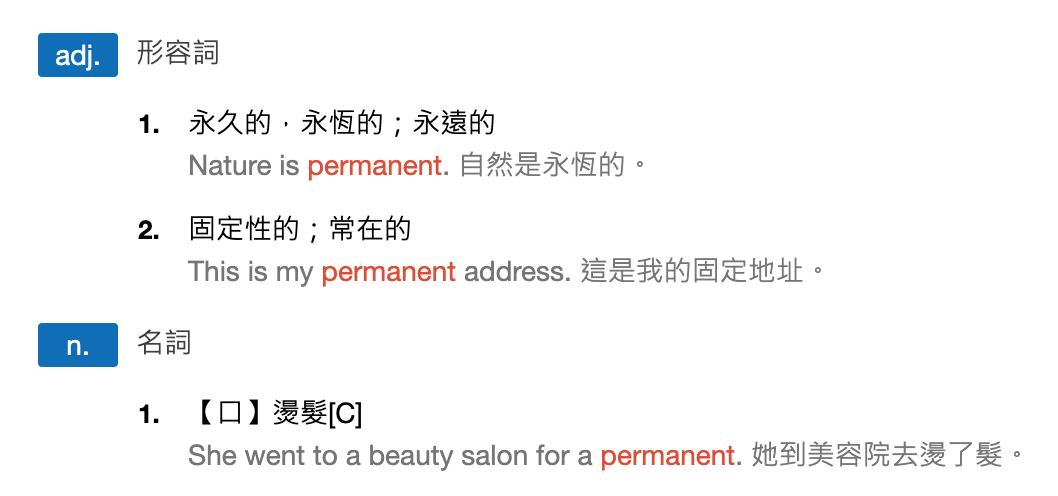 adj. 形容詞
1. 永久的，永恆的；永遠的
Nature is permanent. 自然是永恆的。
2. 固定性的；常在的
This is my permanent address. 這是我的固定地址。
n. 名詞
1. 【口】燙髮[C]
She went to a beauty salon for a permanent. 她到美容院去燙了髮。